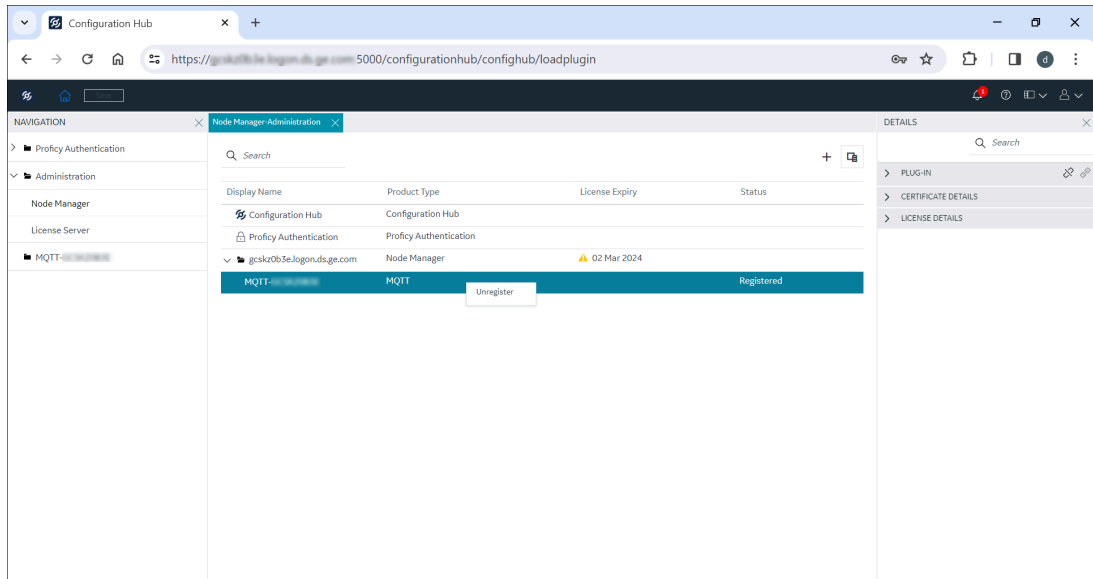 Configuration Hub
https:// :5000/configurationhub/confighub/loadplugin
d
Save
1
NAVIGATION
Node Manager-Administration
DETAILS
Proficy Authentication
Administration
Node Manager
License Server
MQTT-
Search
Display Name Product Type License Expiry Status
Configuration Hub Configuration Hub
Proficy Authentication Proficy Authentication
gcskz0b3e.logon.ds.ge.com Node Manager 02 Mar 2024
MQTT- MQTT Registered
Unregister
Search
PLUG-IN
CERTIFICATE DETAILS
LICENSE DETAILS